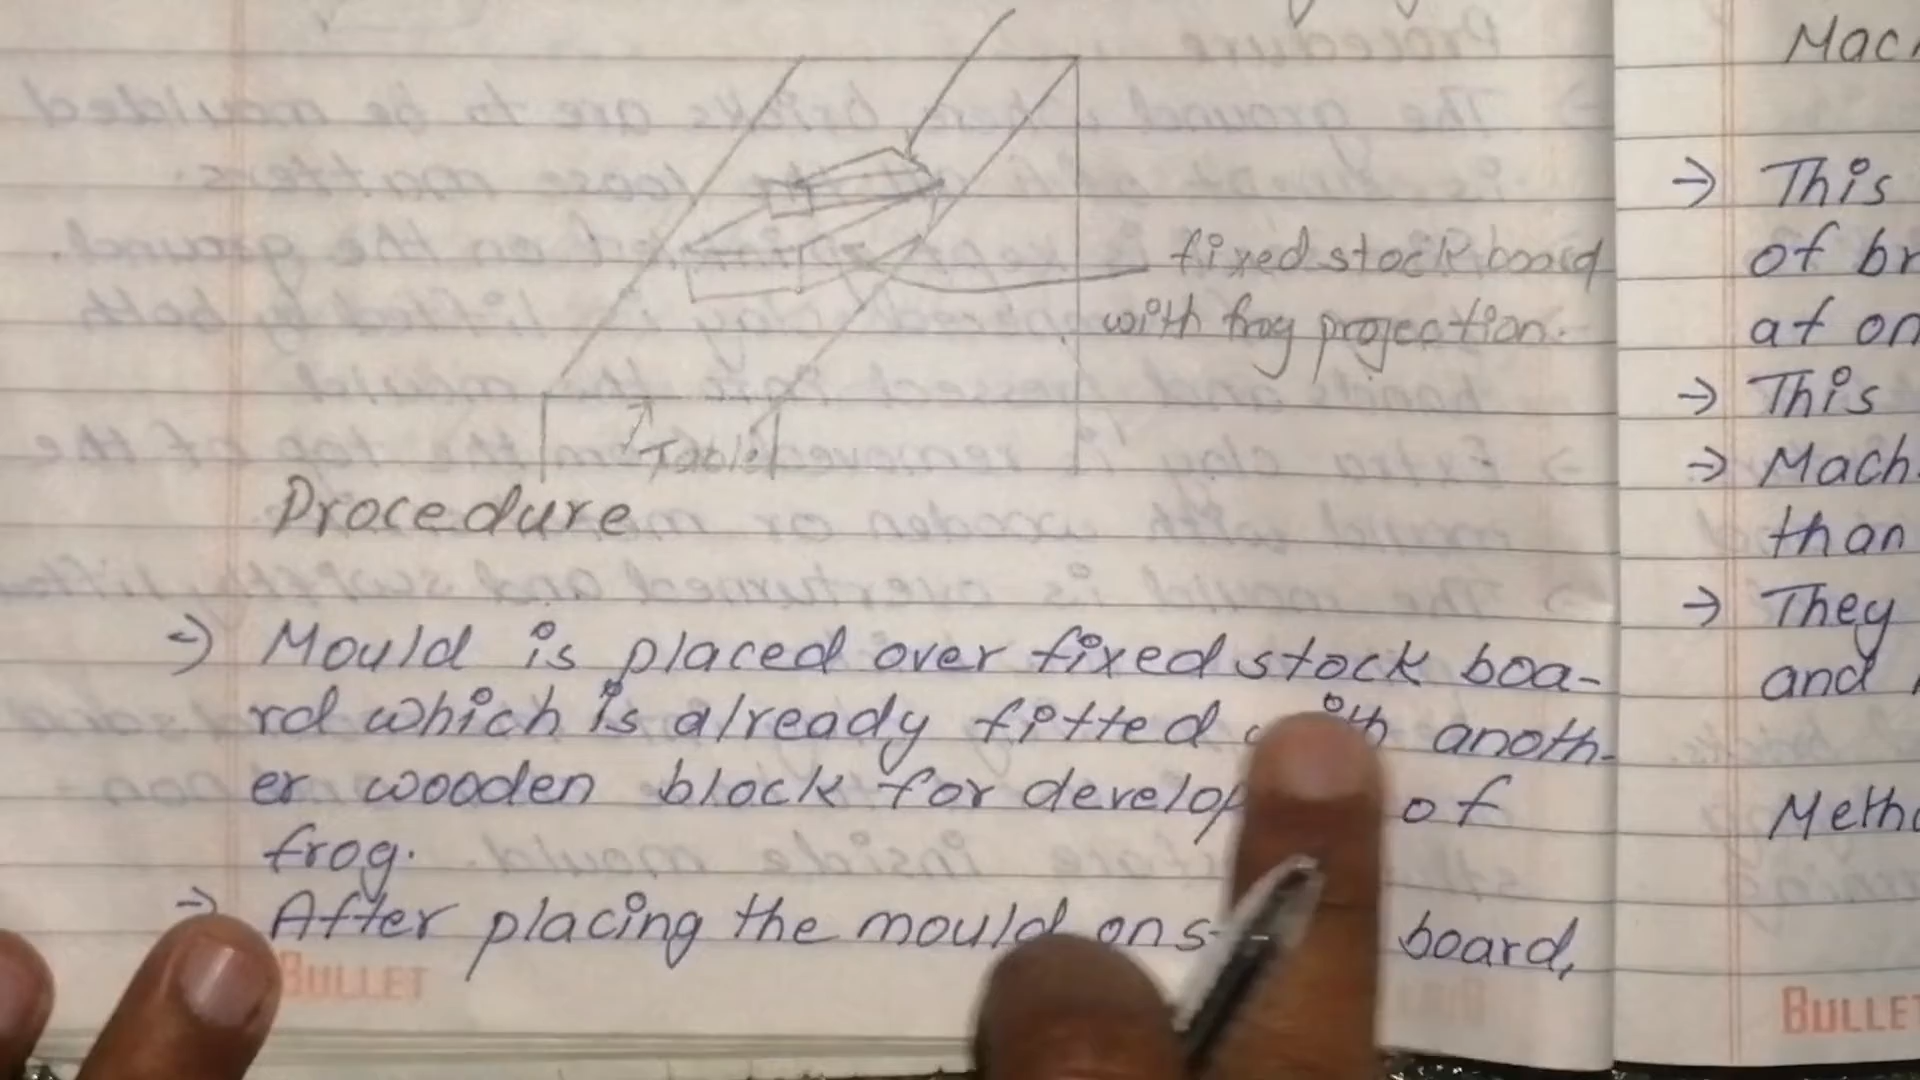 fixed stock board
with frog projection.
Table
Procedure
→ Mould is placed over fixed stock boa-
rd which is already fitted with anoth-
er wooden block for develop of
frog.
→ After placing the mould on board,
BULLET
Mac
→ This
of br
at on
→ This
→ Mach
than
→ They
and
Metho
BULLET